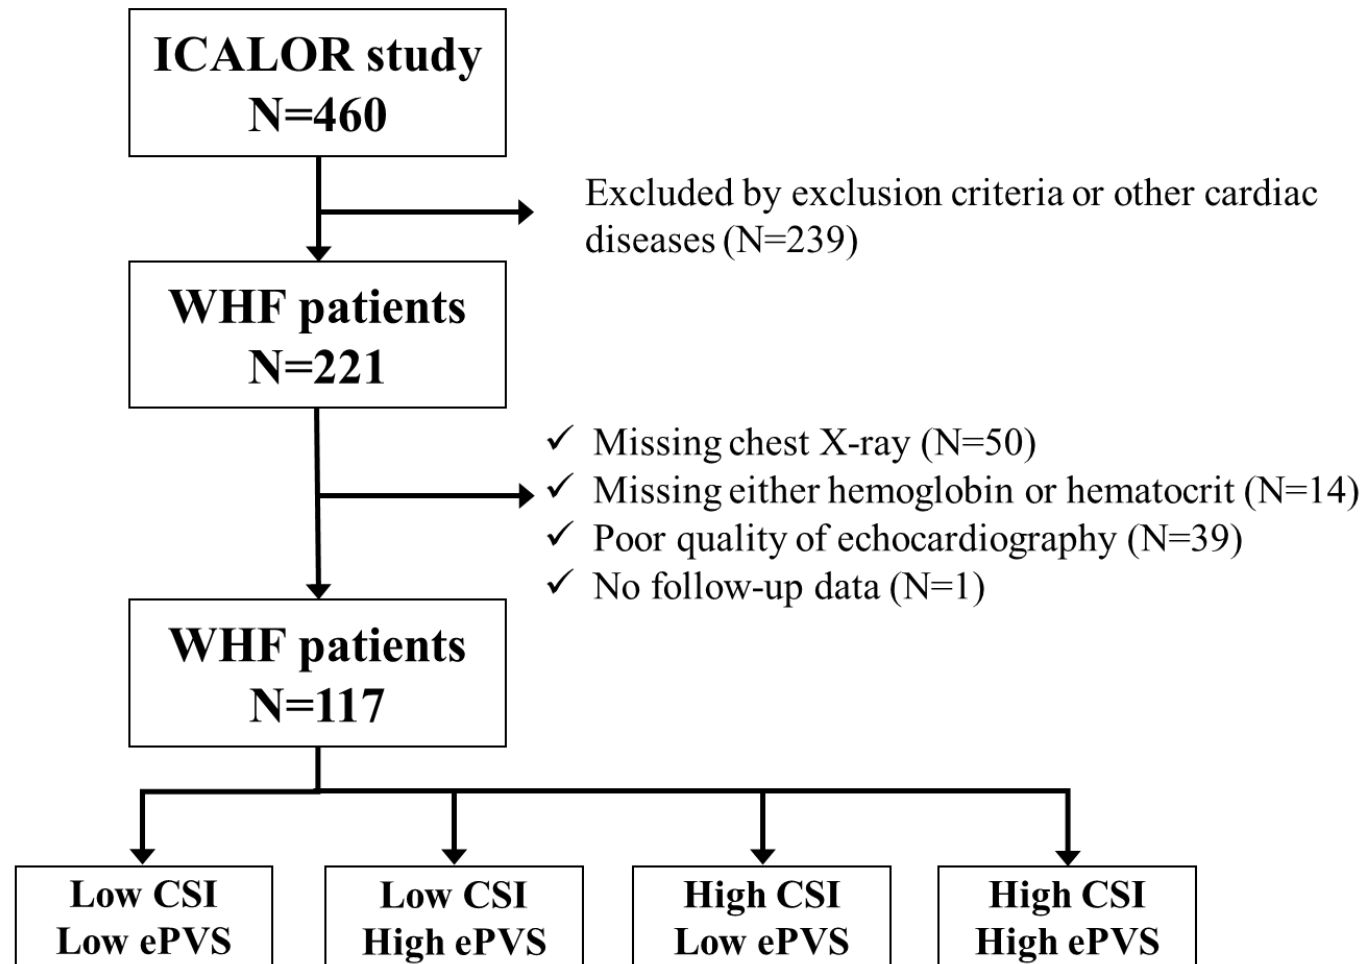 ICALOR study
N=460
Excluded by exclusion criteria or other cardiac
diseases (N=239)
WHF patients
N=221
✓ Missing chest X-ray (N=50)
✓ Missing either hemoglobin or hematocrit (N=14)
✓ Poor quality of echocardiography (N=39)
✓ No follow-up data (N=1)
WHF patients
N=117
Low CSI
Low ePVS
Low CSI
High ePVS
High CSI
Low ePVS
High CSI
High ePVS